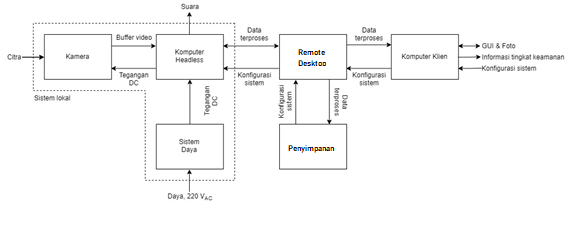 Suara
Citra
Kamera
Buffer video
Tegangan
DC
Komputer
Headless
Data
terproses
Konfigurasi
sistem
Remote
Desktop
Data
terproses
Konfigurasi
sistem
Komputer Klien
GUI & Foto
Informasi tingkat keamanan
Konfigurasi sistem
Sistem lokal
Tegangan
DC
Konfigurasi
sistem
Data
terproses
Sistem
Daya
Penyimpanan
Daya, 220 VAC